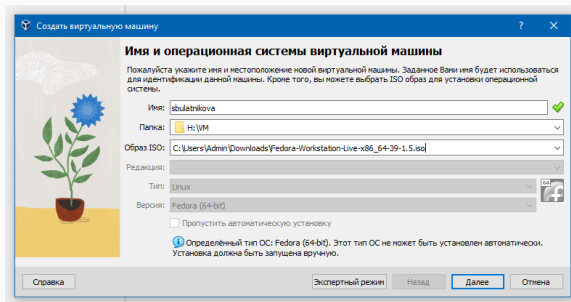 Создать виртуальную машину
Имя и операционная системы виртуальной машины
Пожалуйста укажите имя и местоположение новой виртуальной машины. Заданное Вами имя будет использоваться
для идентификации данной машины. Кроме того, вы можете выбрать ISO образ для установки операционной
системы.
Имя: sbulatnikova
Папка: H:\VM
Образ ISO: C:\Users\Admin\Downloads\Fedora-Workstation-Live-x86_64-39-1.5.iso
Редакция:
Тип: Linux
64
Версия: Fedora (64-bit)
Пропустить автоматическую установку
Определённый тип ОС: Fedora (64-bit). Этот тип ОС не может быть установлен автоматически.
Установка должна быть запущена вручную.
Справка Экспертный режим Назад Далее Отмена